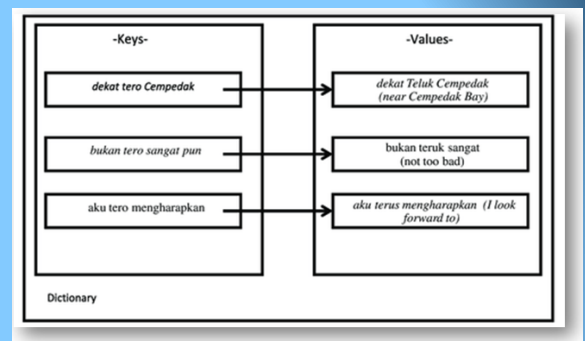 -Keys-
dekat tero Cempedak
bukan tero sangat pun
aku tero mengharapkan
-Values-
dekat Teluk Cempedak
(near Cempedak Bay)
bukan teruk sangat
(not too bad)
aku terus mengharapkan (I look
forward to)
Dictionary